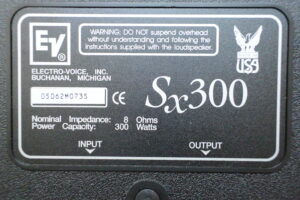 EV
WARNING: DO NOT suspend overhead
without understanding and following the
instructions supplied with the loudspeaker.
USA
ELECTRO-VOICE, INC.
BUCHANAN, MICHIGAN
05062M0735
CE
Sx300
Nominal Impedance: 8 Ohms
Power Capacity: 300 Watts
INPUT
OUTPUT